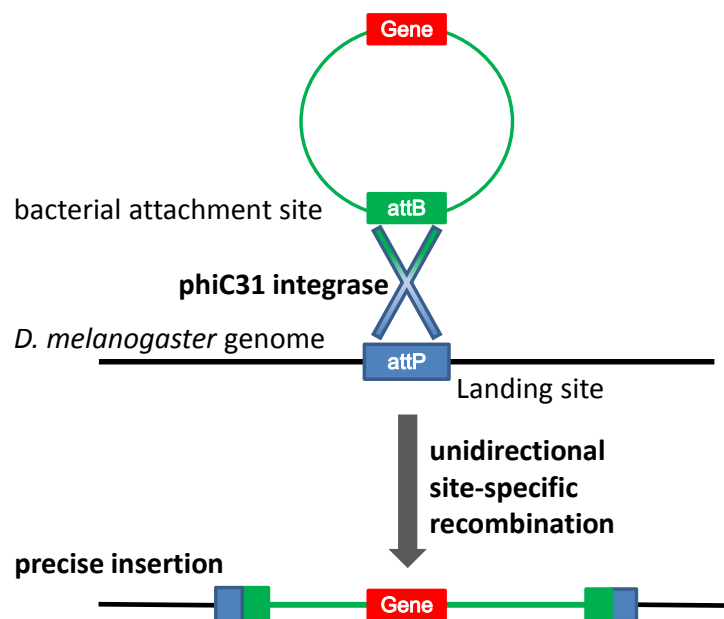 Gene
bacterial attachment site
attB
phiC31 integrase
D. melanogaster genome
attP
Landing site
unidirectional
site-specific
recombination
precise insertion
Gene